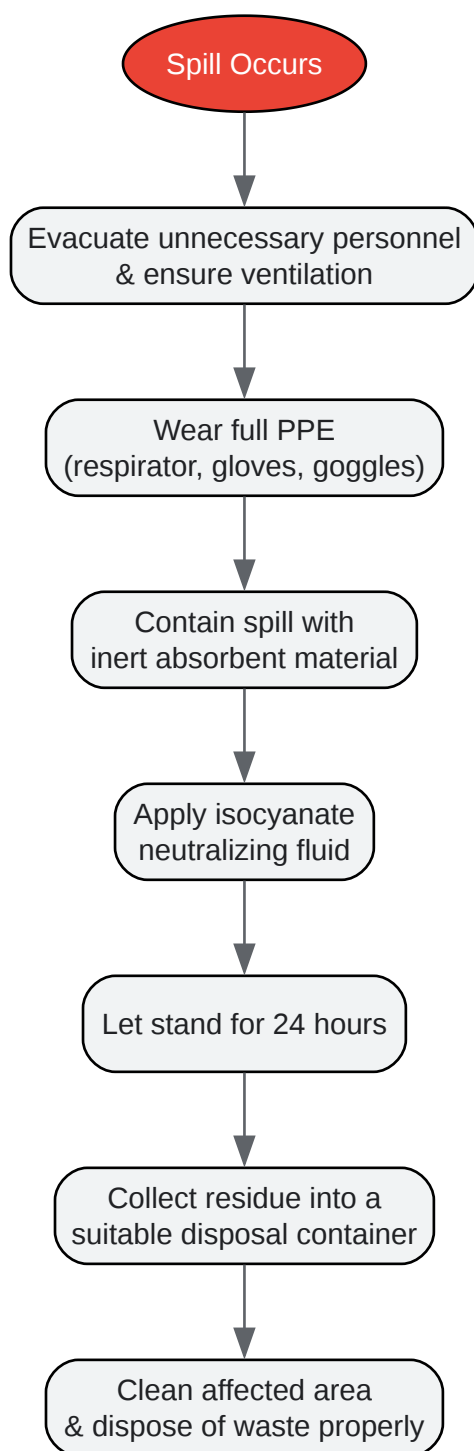 Spill Occurs
Evacuate unnecessary personnel
& ensure ventilation
Wear full PPE
(respirator, gloves, goggles)
Contain spill with
inert absorbent material
Apply isocyanate
neutralizing fluid
Let stand for 24 hours
Collect residue into a
suitable disposal container
Clean affected area
& dispose of waste properly